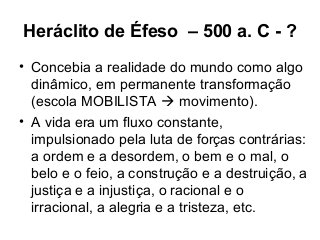 Heráclito de Éfeso – 500 a. C - ?
• Concebia a realidade do mundo como algo
dinâmico, em permanente transformação
(escola MOBILISTA → movimento).
• A vida era um fluxo constante,
impulsionado pela luta de forças contrárias:
a ordem e a desordem, o bem e o mal, o
belo e o feio, a construção e a destruição, a
justiça e a injustiça, o racional e o
irracional, a alegria e a tristeza, etc.